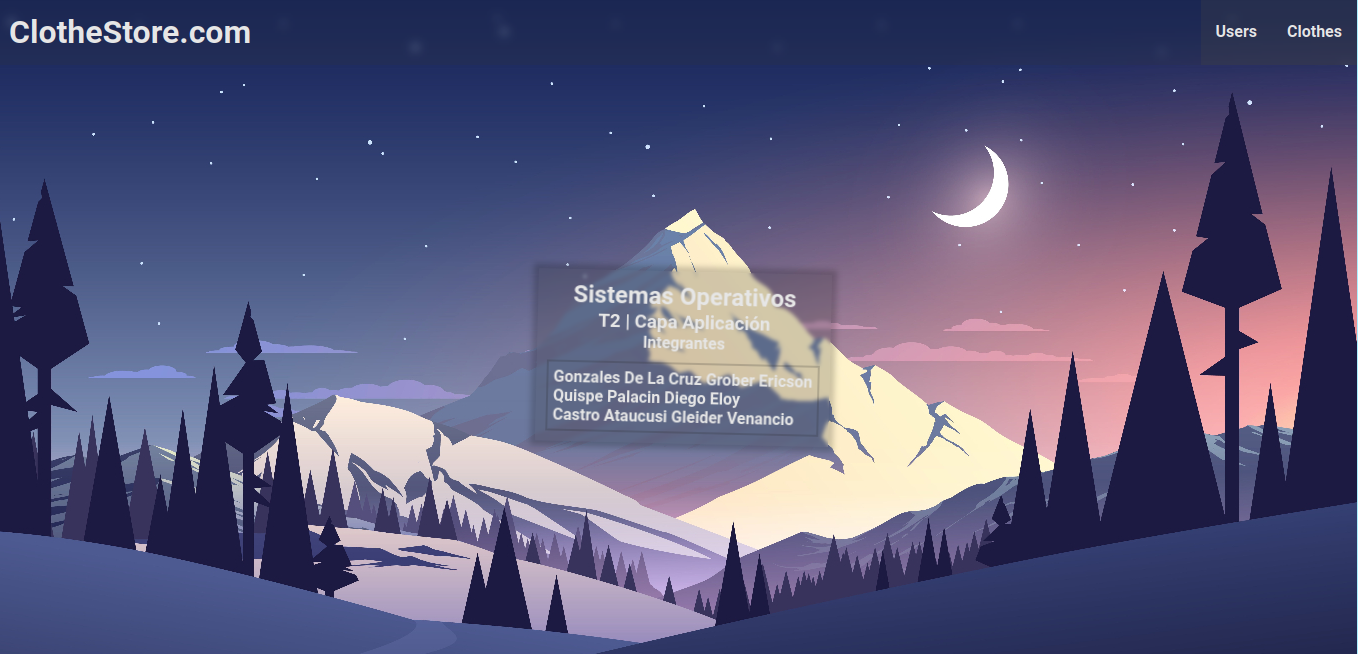 ClotheStore.com
Users Clothes
Sistemas Operativos
T2 | Capa Aplicación
Integrantes
Gonzales De La Cruz Grober Ericson
Quispe Palacin Diego Eloy
Castro Ataucusi Gleider Venancio